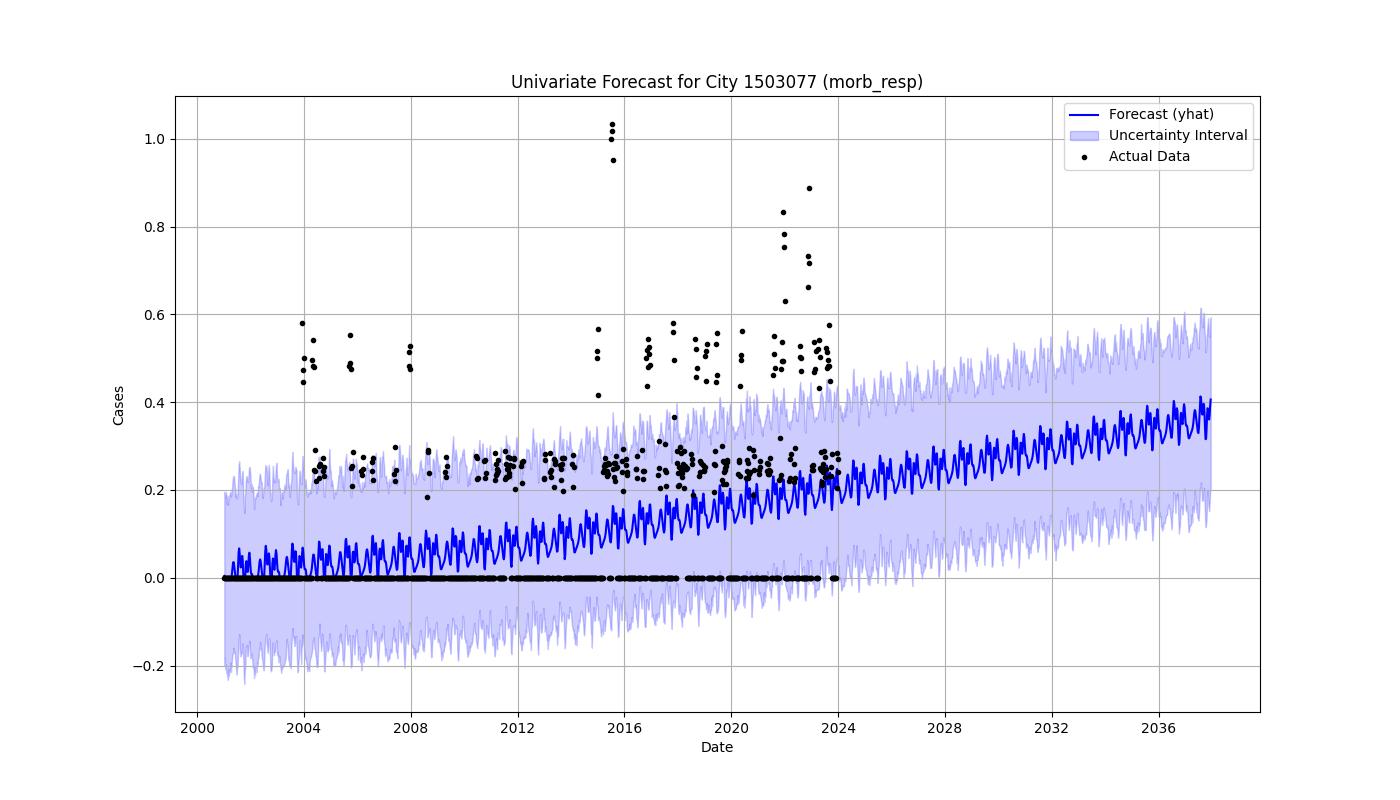 Univariate Forecast for City 1503077 (morb_resp)
Forecast (yhat)
Uncertainty Interval
Actual Data
Cases
1.0
0.8
0.6
0.4
0.2
0.0
−0.2
2000 2004 2008 2012 2016 2020 2024 2028 2032 2036
Date